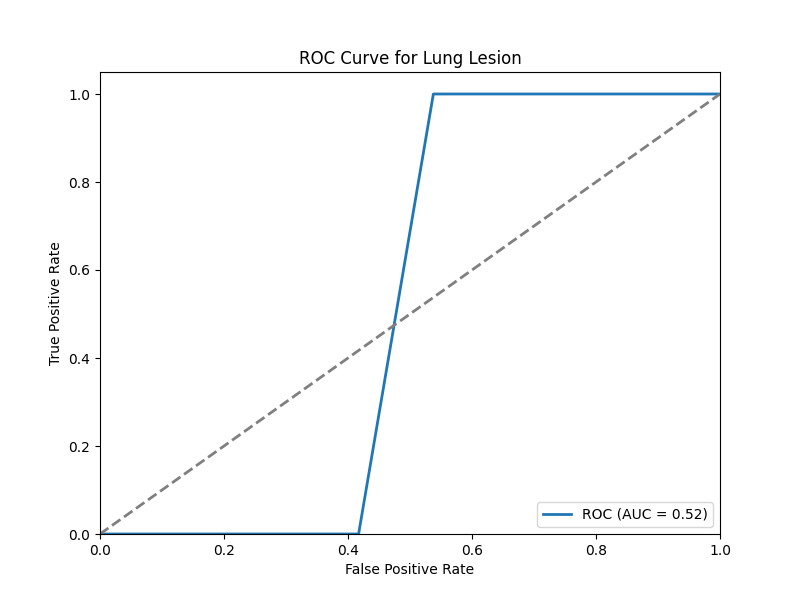 ROC Curve for Lung Lesion
True Positive Rate
1.0
0.8
0.6
0.4
0.2
0.0
0.0 0.2 0.4 0.6 0.8 1.0
False Positive Rate
ROC (AUC = 0.52)